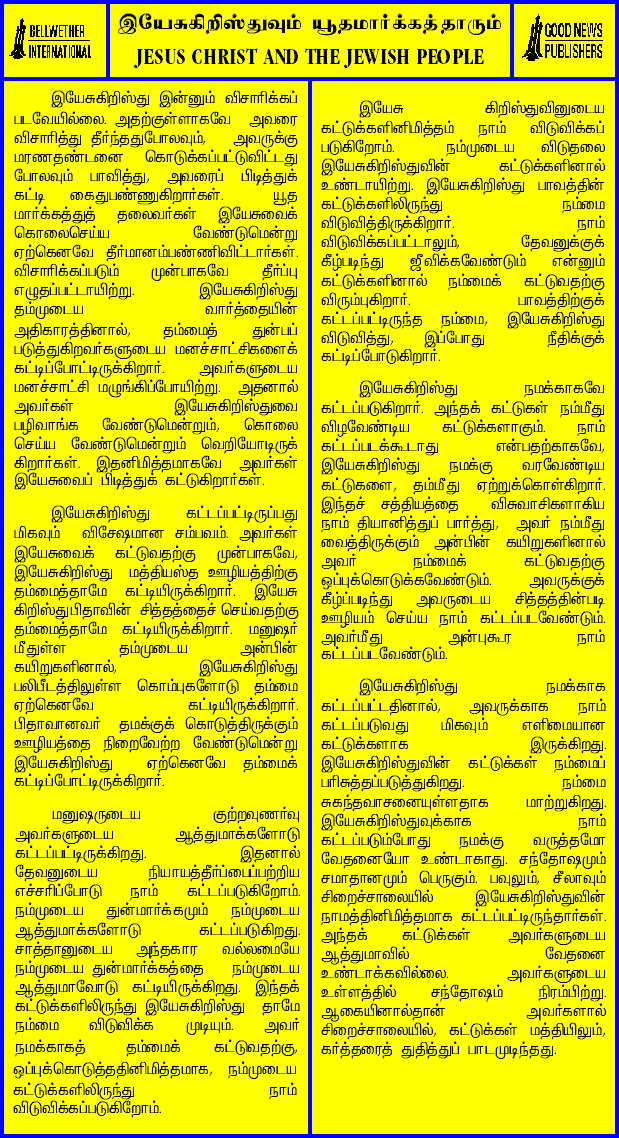 BELLWETHER
INTERNATIONAL
இயேசுகிறிஸ்துவும் யூதமார்க்கத்தாரும்
JESUS CHRIST AND THE JEWISH PEOPLE
GOOD NEWS
PUBLISHERS
இயேசுகிறிஸ்து இன்னும் விசாரிக்கப்
படவேயில்லை. அதற்குள்ளாகவே அவரை
விசாரித்து தீர்ந்ததுபோலவும், அவருக்கு
மரணதண்டனை கொடுக்கப்பட்டுவிட்டது
போலவும் பாவித்து, அவரைப் பிடித்துக்
கட்டி கைதுபண்ணுகிறார்கள். யூத
மார்க்கத்துத் தலைவர்கள் இயேசுவைக்
கொலைசெய்ய வேண்டுமென்று
ஏற்கெனவே தீர்மானம்பண்ணிவிட்டார்கள்.
விசாரிக்கப்படும் முன்பாகவே தீர்ப்பு
எழுதப்பட்டாயிற்று. இயேசுகிறிஸ்து
தம்முடைய வார்த்தையின்
அதிகாரத்தினால், தம்மைத் துன்பப்
படுத்துகிறவர்களுடைய மனச்சாட்சிகளைக்
கட்டிப்போட்டிருக்கிறார். அவர்களுடைய
மனச்சாட்சி மழுங்கிப்போயிற்று. அதனால்
அவர்கள் இயேசுகிறிஸ்துவை
பழிவாங்க வேண்டுமென்றும், கொலை
செய்ய வேண்டுமென்றும் வெறியோடிருக்
கிறார்கள். இதனிமித்தமாகவே அவர்கள்
இயேசுவைப் பிடித்துக் கட்டுகிறார்கள்.
இயேசுகிறிஸ்து கட்டப்பட்டிருப்பது
மிகவும் விசேஷமான சம்பவம். அவர்கள்
இயேசுவைக் கட்டுவதற்கு முன்பாகவே,
இயேசுகிறிஸ்து மத்தியஸ்த ஊழியத்திற்கு
தம்மைத்தாமே கட்டியிருக்கிறார். இயேசு
கிறிஸ்துபிதாவின் சித்தத்தைச் செய்வதற்கு
தம்மைத்தாமே கட்டியிருக்கிறார். மனுஷர்
மீதுள்ள தம்முடைய அன்பின்
கயிறுகளினால், இயேசுகிறிஸ்து
பலிபீடத்திலுள்ள கொம்புகளோடு தம்மை
ஏற்கெனவே கட்டியிருக்கிறார்.
பிதாவானவர் தமக்குக் கொடுத்திருக்கும்
ஊழியத்தை நிறைவேற்ற வேண்டுமென்று
இயேசுகிறிஸ்து ஏற்கெனவே தம்மைக்
கட்டிப்போட்டிருக்கிறார்.
மனுஷருடைய குற்றவுணர்வு
அவர்களுடைய ஆத்துமாக்களோடு
கட்டப்பட்டிருக்கிறது. இதனால்
தேவனுடைய நியாயத்தீர்ப்பைப்பற்றிய
எச்சரிப்போடு நாம் கட்டப்படுகிறோம்.
நம்முடைய துன்மார்க்கமும் நம்முடைய
ஆத்துமாக்களோடு கட்டப்படுகிறது.
சாத்தானுடைய அந்தகார வல்லமையே
நம்முடைய துன்மார்க்கத்தை நம்முடைய
ஆத்துமாவோடு கட்டியிருக்கிறது. இந்தக்
கட்டுக்களிலிருந்து இயேசுகிறிஸ்து தாமே
நம்மை விடுவிக்க முடியும். அவர்
நமக்காகத் தம்மைக் கட்டுவதற்கு,
ஒப்புக்கொடுத்ததினிமித்தமாக, நம்முடைய
கட்டுக்களிலிருந்து நாம்
விடுவிக்கப்படுகிறோம்.
இயேசு கிறிஸ்துவினுடைய
கட்டுக்களினிமித்தம் நாம் விடுவிக்கப்
படுகிறோம். நம்முடைய விடுதலை
இயேசுகிறிஸ்துவின் கட்டுக்களினால்
உண்டாயிற்று. இயேசுகிறிஸ்து பாவத்தின்
கட்டுக்களிலிருந்து நம்மை
விடுவித்திருக்கிறார். நாம்
விடுவிக்கப்பட்டாலும், தேவனுக்குக்
கீழ்படிந்து ஜீவிக்கவேண்டும் என்னும்
கட்டுக்களினால் நம்மைக் கட்டுவதற்கு
விரும்புகிறார். பாவத்திற்குக்
கட்டப்பட்டிருந்த நம்மை, இயேசுகிறிஸ்து
விடுவித்து, இப்போது நீதிக்குக்
கட்டிப்போடுகிறார்.
இயேசுகிறிஸ்து நமக்காகவே
கட்டப்படுகிறார். அந்தக் கட்டுகள் நம்மீது
விழவேண்டிய கட்டுக்களாகும். நாம்
கட்டப்படக்கூடாது என்பதற்காகவே,
இயேசுகிறிஸ்து நமக்கு வரவேண்டிய
கட்டுகளை, தம்மீது ஏற்றுக்கொள்கிறார்.
இந்தச் சத்தியத்தை விசுவாசிகளாகிய
நாம் தியானித்துப் பார்த்து, அவர் நம்மீது
வைத்திருக்கும் அன்பின் கயிறுகளினால்
அவர் நம்மைக் கட்டுவதற்கு
ஒப்புக்கொடுக்கவேண்டும். அவருக்குக்
கீழ்ப்படிந்து அவருடைய சித்தத்தின்படி
ஊழியம் செய்ய நாம் கட்டப்படவேண்டும்.
அவர்மீது அன்புகூர நாம்
கட்டப்படவேண்டும்.
இயேசுகிறிஸ்து நமக்காக
கட்டப்பட்டதினால், அவருக்காக நாம்
கட்டப்படுவது மிகவும் எளிமையான
கட்டுக்களாக இருக்கிறது.
இயேசுகிறிஸ்துவின் கட்டுக்கள் நம்மைப்
பரிசுத்தப்படுத்துகிறது. நம்மை
சுகந்தவாசனையுள்ளதாக மாற்றுகிறது.
இயேசுகிறிஸ்துவுக்காக நாம்
கட்டப்படும்போது நமக்கு வருத்தமோ
வேதனையோ உண்டாகாது. சந்தோஷமும்
சமாதானமும் பெருகும். பவுலும், சீலாவும்
சிறைச்சாலையில் இயேசுகிறிஸ்துவின்
நாமத்தினிமித்தமாக கட்டப்பட்டிருந்தார்கள்.
அந்தக் கட்டுக்கள் அவர்களுடைய
ஆத்துமாவில் வேதனை
உண்டாக்கவில்லை. அவர்களுடைய
உள்ளத்தில் சந்தோஷம் நிரம்பிற்று.
ஆகையினால்தான் அவர்களால்
சிறைச்சாலையில், கட்டுக்கள் மத்தியிலும்,
கர்த்தரைத் துதித்துப் பாடமுடிந்தது.